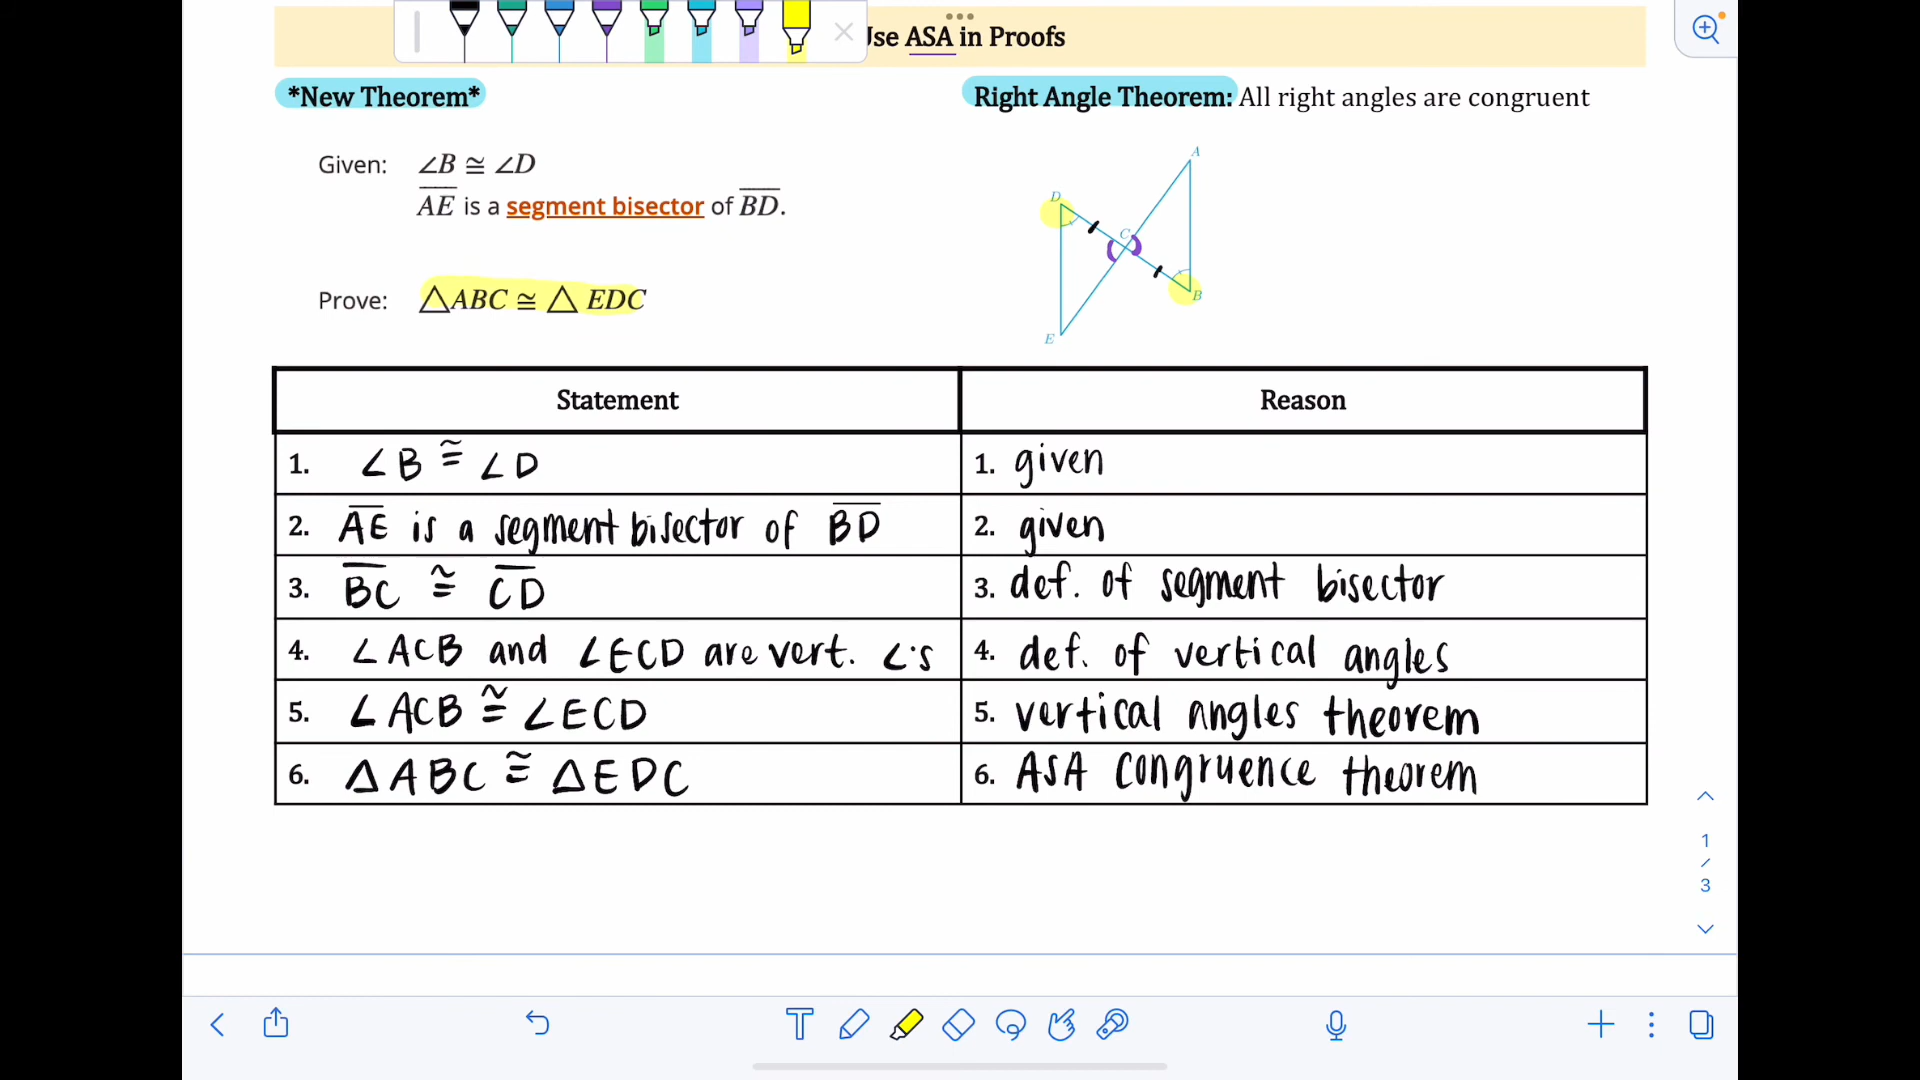 Use ASA in Proofs
*New Theorem*
Right Angle Theorem: All right angles are congruent
Given: ∠B ≅ ∠D
AE is a segment bisector of BD.
Prove: △ABC ≅ △ EDC
A
D
C
B
E
Statement
Reason
1. ∠B ≅ ∠D
1. given
2. AE is a segment bisector of BD
2. given
3. BC ≅ CD
3. def. of segment bisector
4. ∠ACB and ∠ECD are vert. ∠'s
4. def. of vertical angles
5. ∠ACB ≅ ∠ECD
5. vertical angles theorem
6. △ABC ≅ △EDC
6. ASA congruence theorem
1
/
3